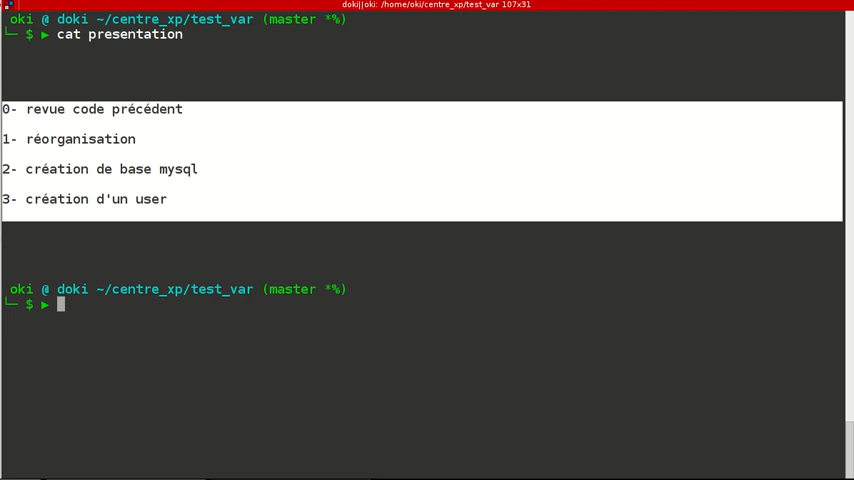 doki||oki: /home/oki/centre_xp/test_var 107x31
oki @ doki ~/centre_xp/test_var (master *%)
└─ $ ▶ cat presentation
0- revue code précédent
1- réorganisation
2- création de base mysql
3- création d'un user
oki @ doki ~/centre_xp/test_var (master *%)
└─ $ ▶